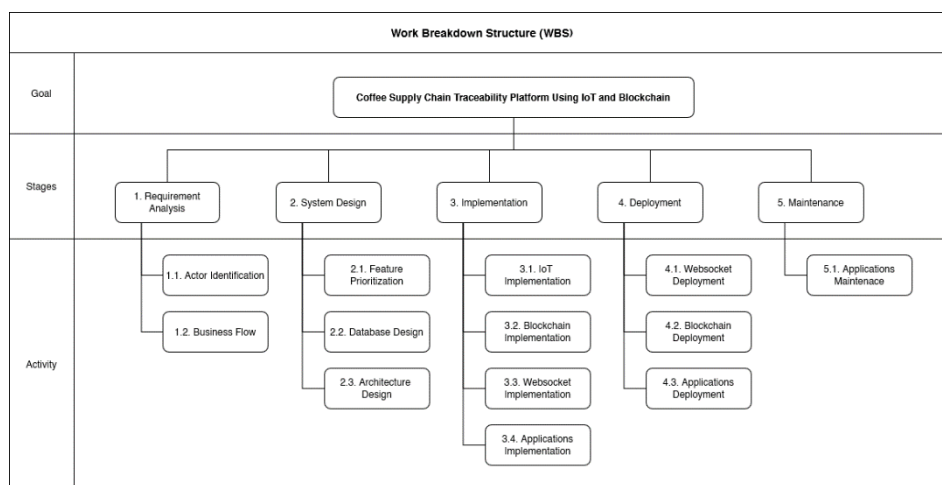 Work Breakdown Structure (WBS)
Goal
Coffee Supply Chain Traceability Platform Using IoT and Blockchain
Stages
1. Requirement
Analysis
2. System Design
3. Implementation
4. Deployment
5. Maintenance
Activity
1.1. Actor Identification
1.2. Business Flow
2.1. Feature
Prioritization
2.2. Database Design
2.3. Architecture
Design
3.1. IoT
Implementation
3.2. Blockchain
Implementation
3.3. Websocket
Implementation
3.4. Applications
Implementation
4.1. Websocket
Deployment
4.2. Blockchain
Deployment
4.3. Applications
Deployment
5.1. Applications
Maintenace